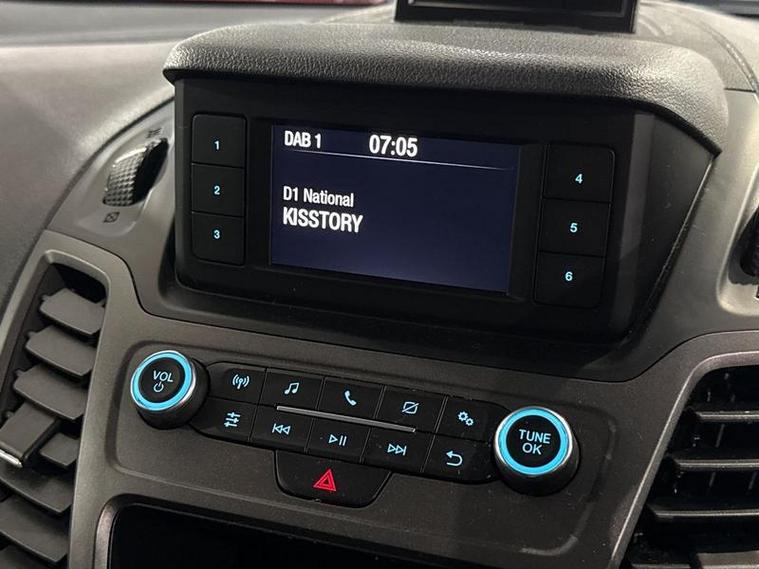 DAB 1 07:05
D1 National
KISSTORY
1
2
3
4
5
6
VOL
TUNE
OK